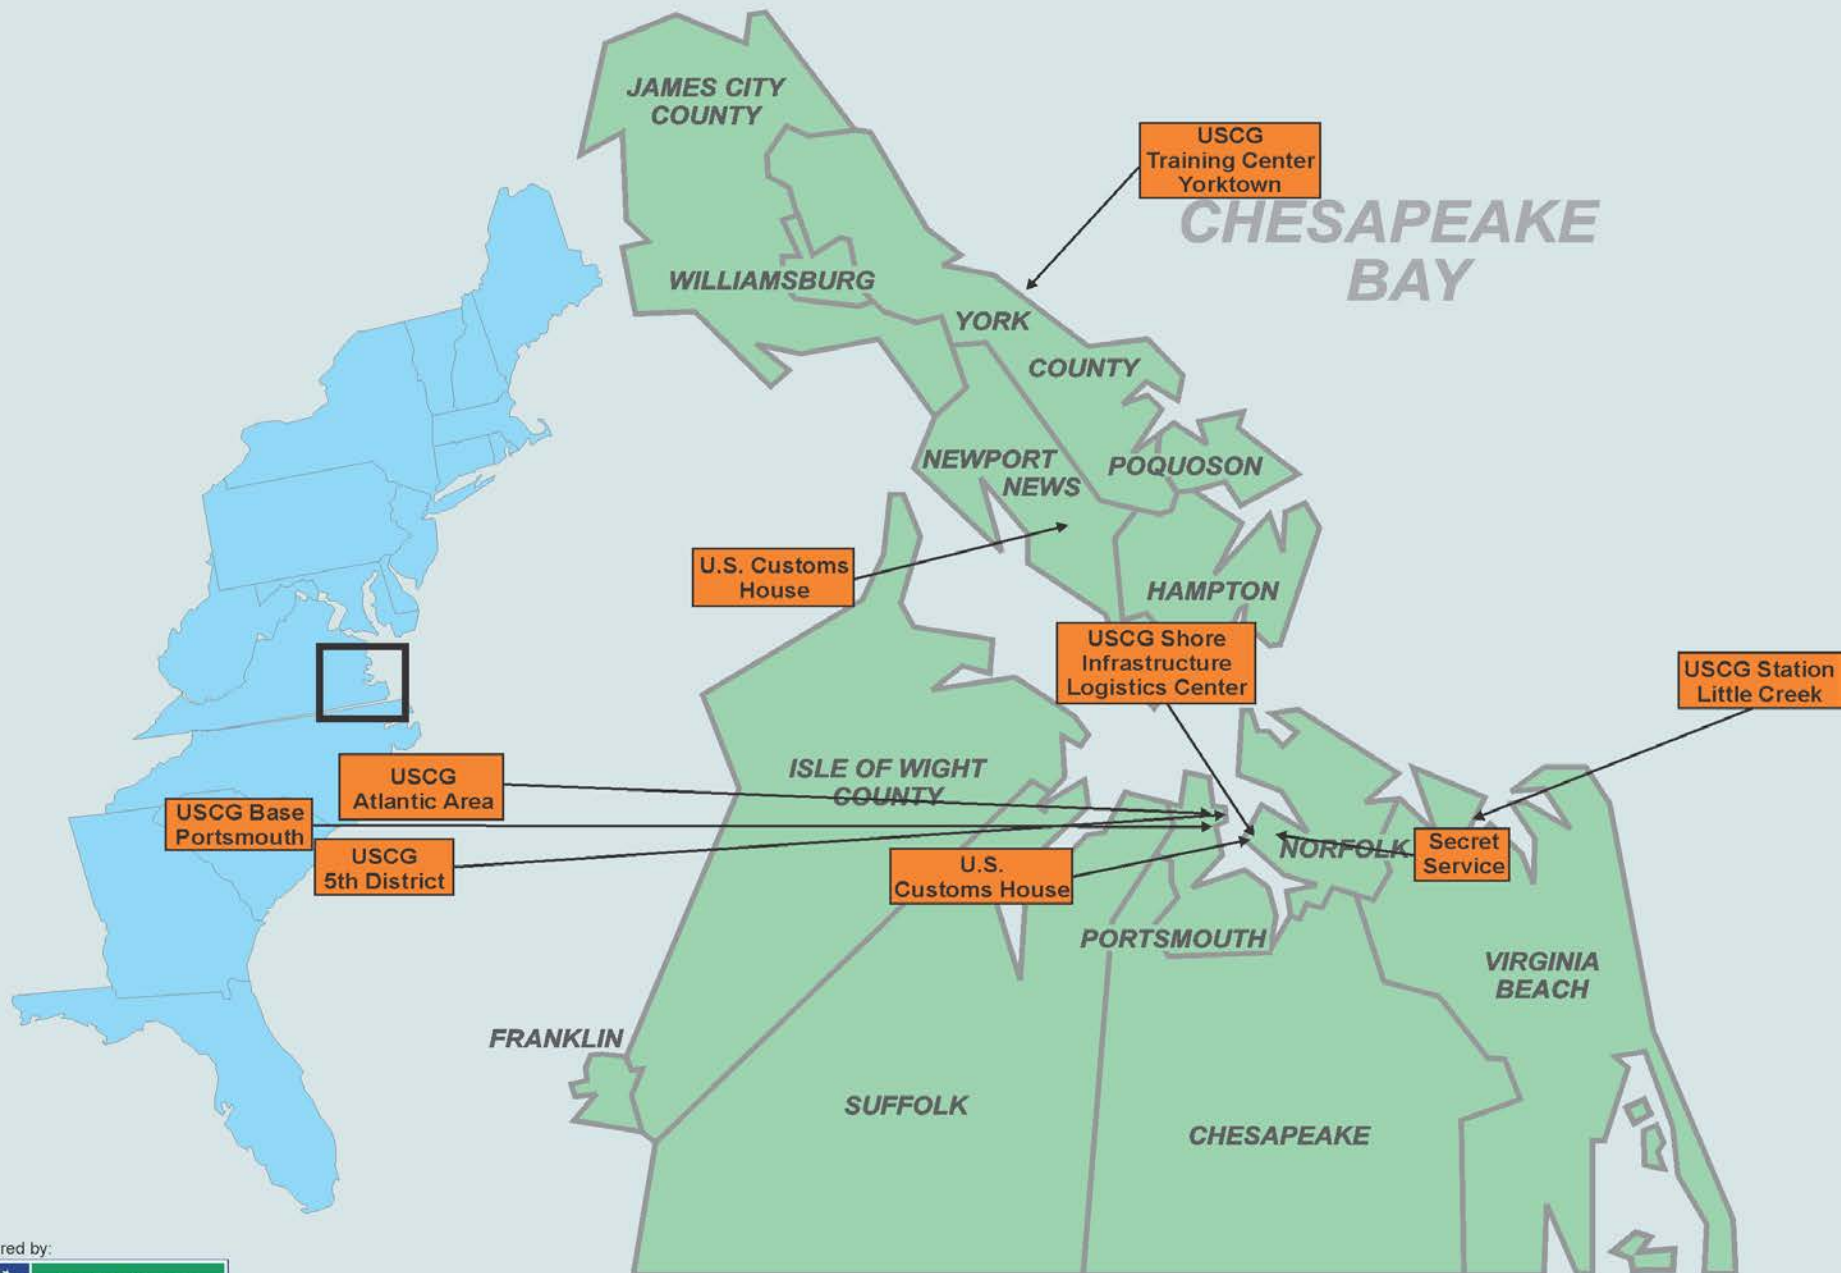 JAMES CITY
COUNTY
USCG
Training Center
Yorktown
CHESAPEAKE
BAY
WILLIAMSBURG
YORK
COUNTY
NEWPORT
NEWS
POQUOSON
U.S. Customs
House
HAMPTON
USCG Shore
Infrastructure
Logistics Center
USCG Station
Little Creek
ISLE OF WIGHT
COUNTY
USCG
Atlantic Area
USCG Base
Portsmouth
USCG
5th District
U.S.
Customs House
NORFOLK
Secret
Service
PORTSMOUTH
VIRGINIA
BEACH
FRANKLIN
SUFFOLK
CHESAPEAKE
red by: